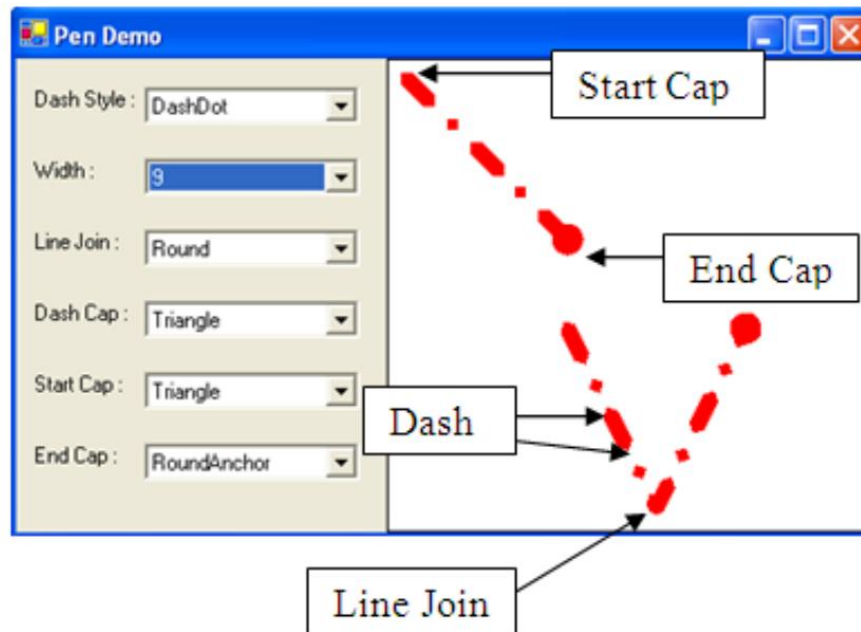 Pen Demo
Dash Style : DashDot
Width : 9
Line Join : Round
Dash Cap : Triangle
Start Cap : Triangle
End Cap : RoundAnchor
Start Cap
End Cap
Dash
Line Join